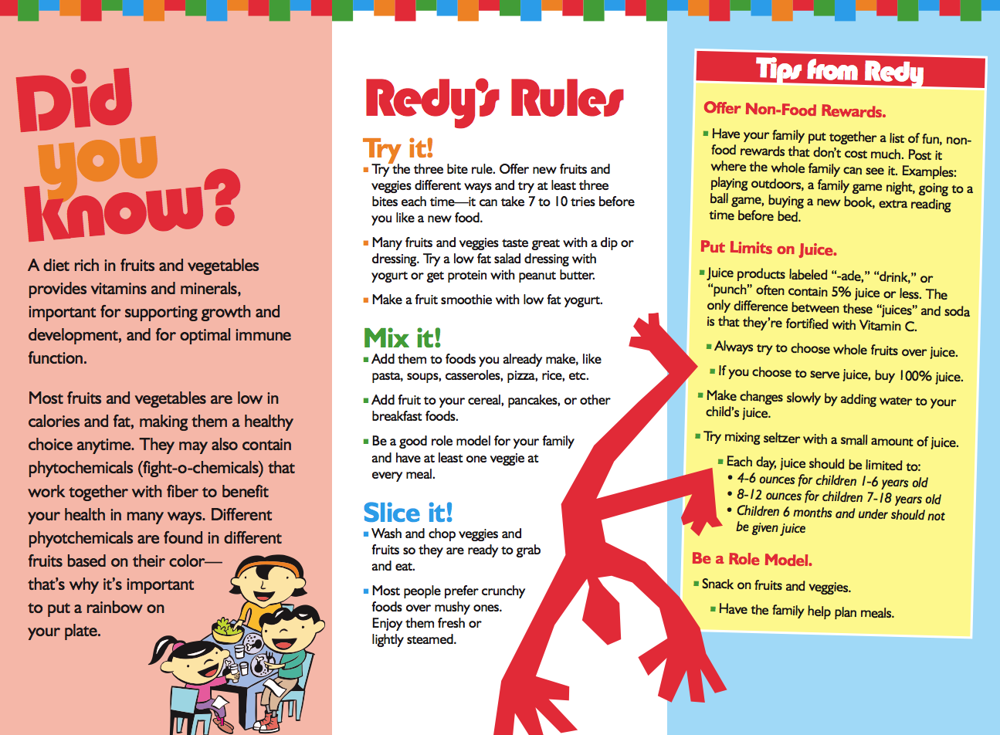 Did
you
know?
A diet rich in fruits and vegetables
provides vitamins and minerals,
important for supporting growth and
development, and for optimal immune
function.
Most fruits and vegetables are low in
calories and fat, making them a healthy
choice anytime. They may also contain
phytochemicals (fight-o-chemicals) that
work together with fiber to benefit
your health in many ways. Different
phyotchemicals are found in different
fruits based on their color—
that's why it's important
to put a rainbow on
your plate.
Redy's Rules
Try it!
▪ Try the three bite rule. Offer new fruits and
veggies different ways and try at least three
bites each time—it can take 7 to 10 tries before
you like a new food.
▪ Many fruits and veggies taste great with a dip or
dressing. Try a low fat salad dressing with
yogurt or get protein with peanut butter.
▪ Make a fruit smoothie with low fat yogurt.
Mix it!
▪ Add them to foods you already make, like
pasta, soups, casseroles, pizza, rice, etc.
▪ Add fruit to your cereal, pancakes, or other
breakfast foods.
▪ Be a good role model for your family
and have at least one veggie at
every meal.
Slice it!
▪ Wash and chop veggies and
fruits so they are ready to grab
and eat.
▪ Most people prefer crunchy
foods over mushy ones.
Enjoy them fresh or
lightly steamed.
Tips from Redy
Offer Non-Food Rewards.
▪ Have your family put together a list of fun, non-
food rewards that don't cost much. Post it
where the whole family can see it. Examples:
playing outdoors, a family game night, going to a
ball game, buying a new book, extra reading
time before bed.
Put Limits on Juice.
▪ Juice products labeled “-ade,” “drink,” or
“punch” often contain 5% juice or less. The
only difference between these “juices” and soda
is that they're fortified with Vitamin C.
▪ Always try to choose whole fruits over juice.
▪ If you choose to serve juice, buy 100% juice.
▪ Make changes slowly by adding water to your
child's juice.
▪ Try mixing seltzer with a small amount of juice.
▪ Each day, juice should be limited to:
• 4-6 ounces for children 1-6 years old
• 8-12 ounces for children 7-18 years old
• Children 6 months and under should not
be given juice
Be a Role Model.
▪ Snack on fruits and veggies.
▪ Have the family help plan meals.